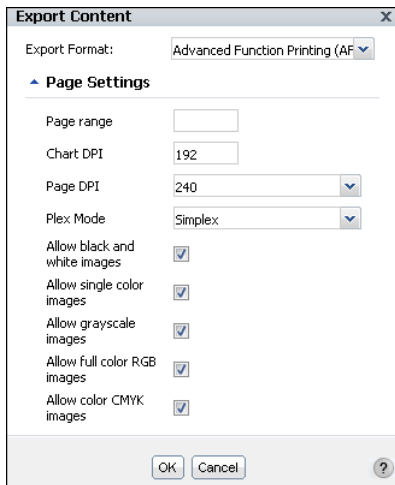 Export Content X
Export Format: Advanced Function Printing (AF
Page Settings
Page range
Chart DPI 192
Page DPI 240
Plex Mode Simplex
Allow black and
white images
Allow single color
images
Allow grayscale
images
Allow full color RGB
images
Allow color CMYK
images
OK Cancel ?